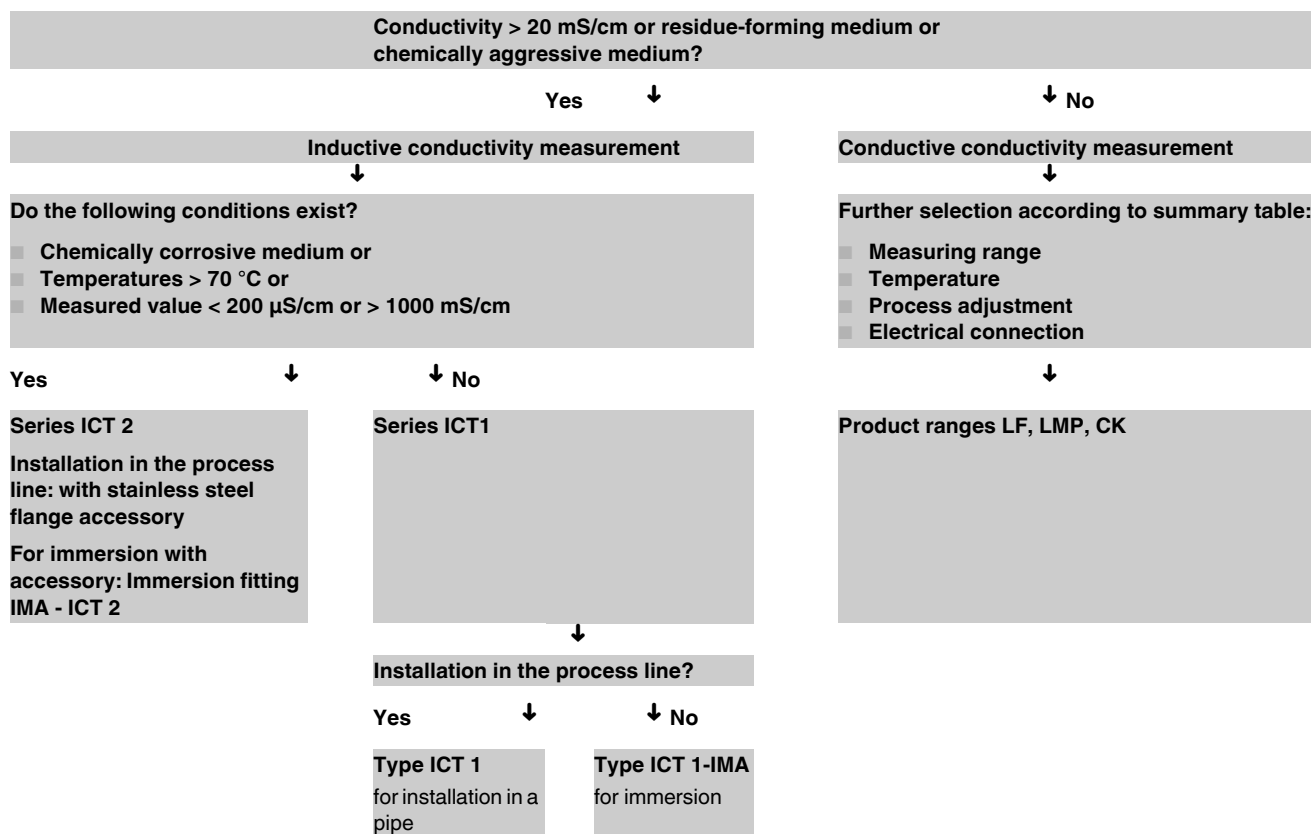 Conductivity > 20 mS/cm or residue-forming medium or
chemically aggressive medium?
Yes
No
Inductive conductivity measurement
Conductive conductivity measurement
Do the following conditions exist?
Chemically corrosive medium or
Temperatures > 70 °C or
Measured value < 200 µS/cm or > 1000 mS/cm
Further selection according to summary table:
Measuring range
Temperature
Process adjustment
Electrical connection
Yes
No
Series ICT 2
Installation in the process
line: with stainless steel
flange accessory
For immersion with
accessory: Immersion fitting
IMA - ICT 2
Series ICT1
Product ranges LF, LMP, CK
Installation in the process line?
Yes
No
Type ICT 1
for installation in a
pipe
Type ICT 1-IMA
for immersion